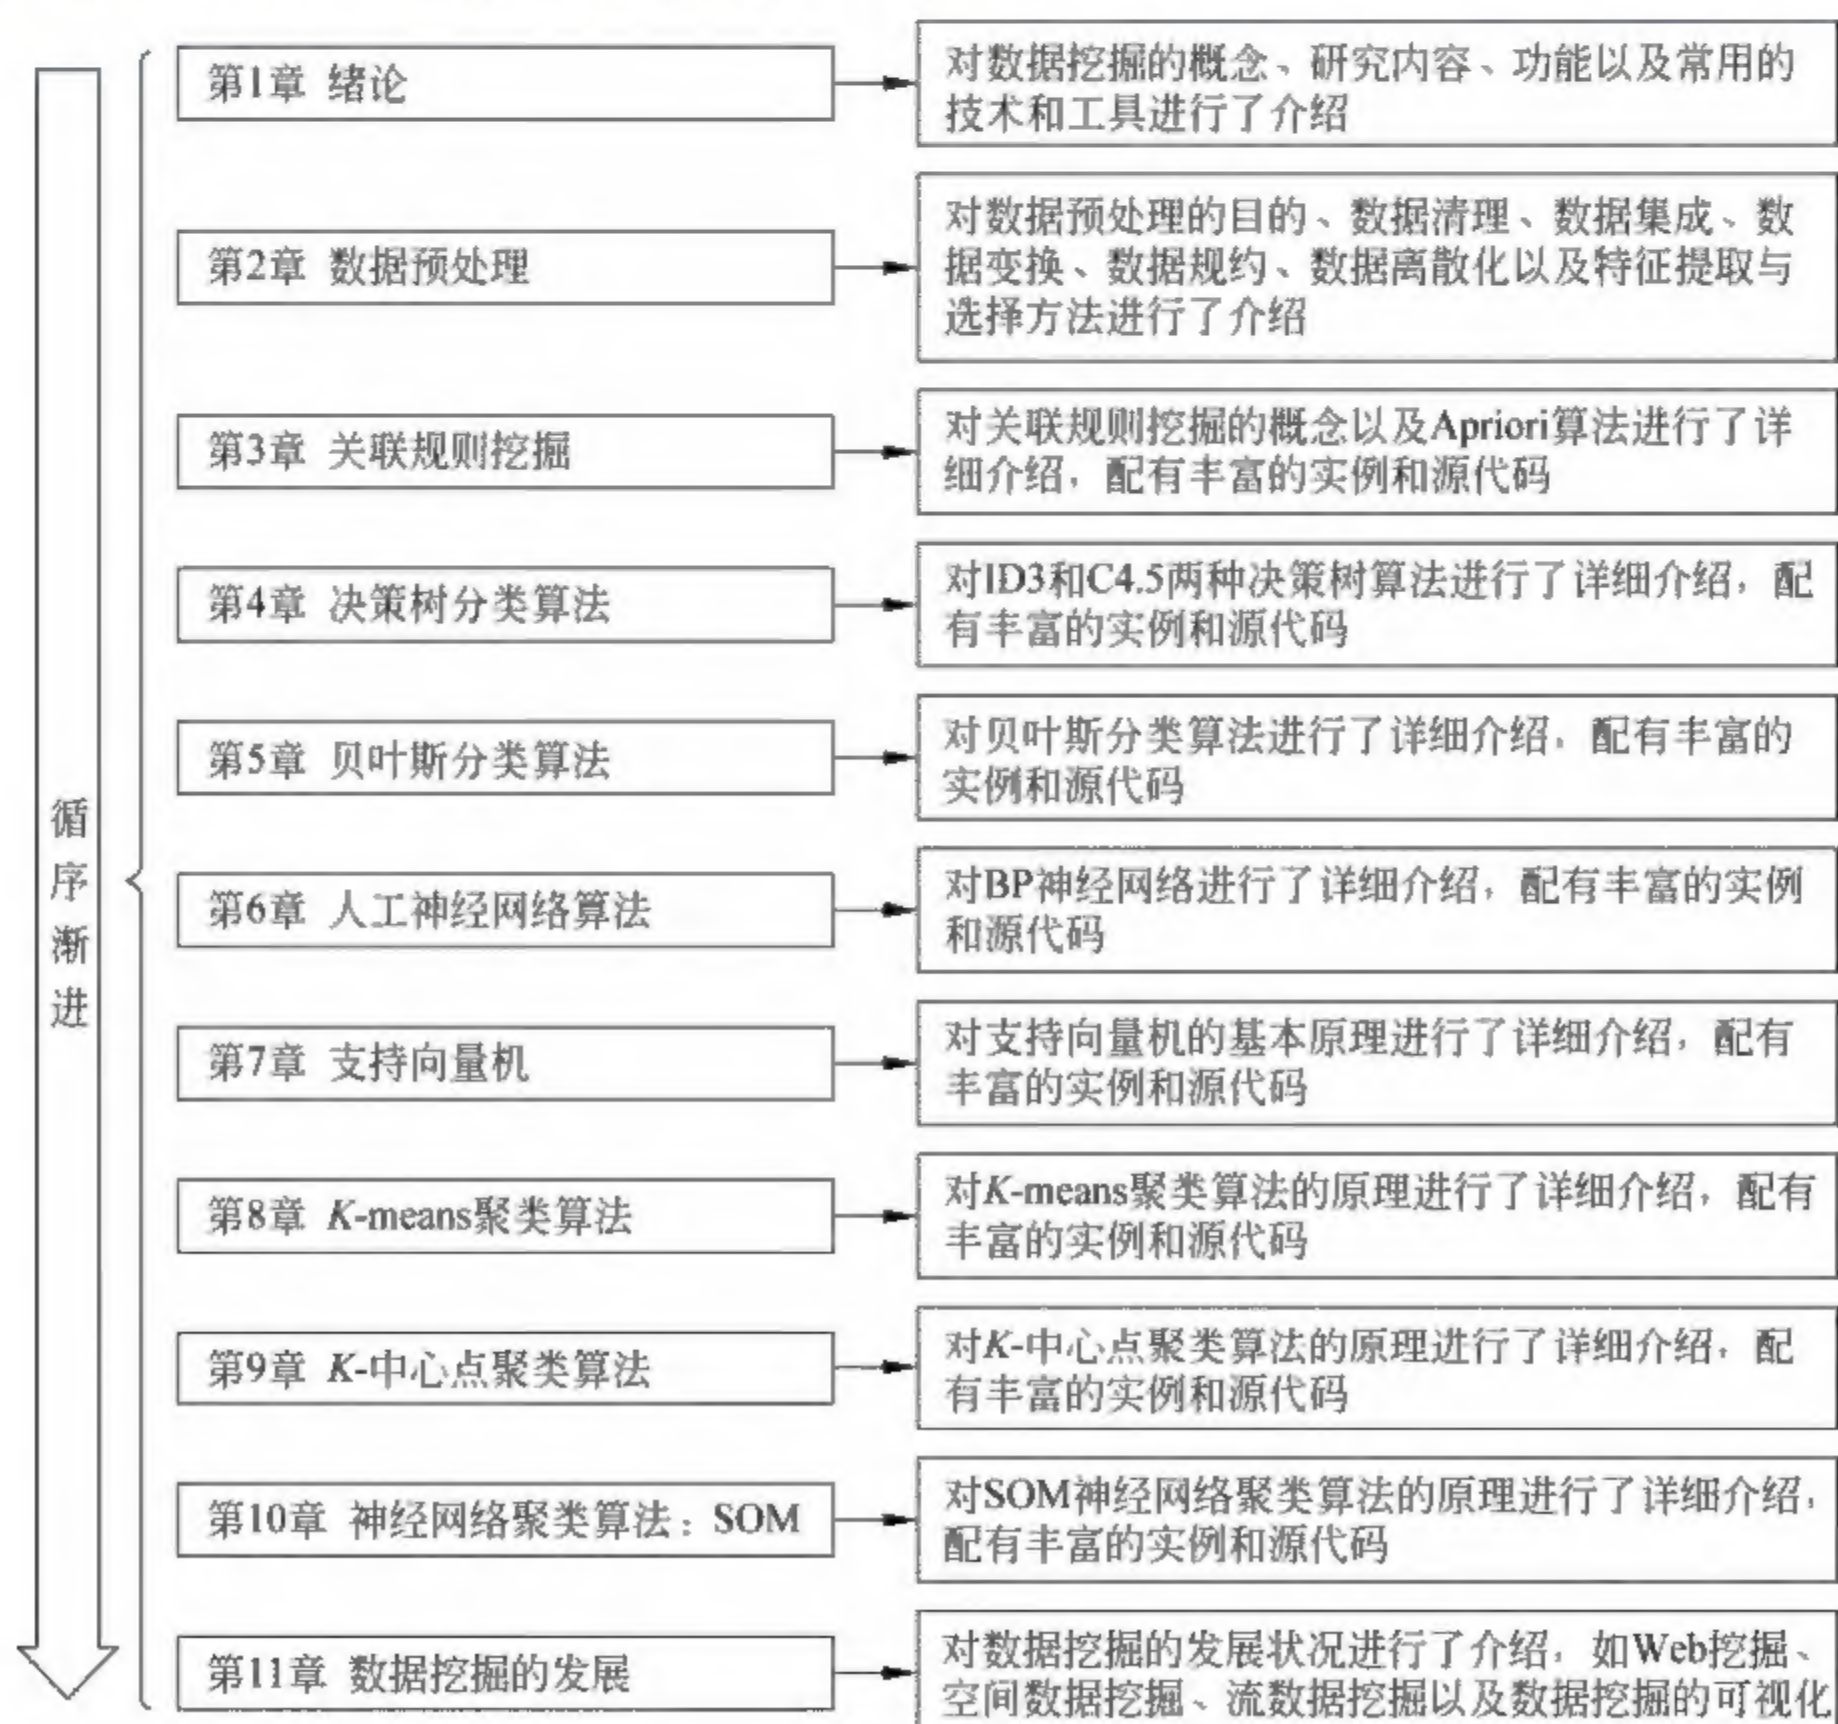 循
序
渐
进
第1章 绪论
对数据挖掘的概念、研究内容、功能以及常用的
技术和工具进行了介绍
第2章 数据预处理
对数据预处理的目的、数据清理、数据集成、数
据变换、数据规约、数据离散化以及特征提取与
选择方法进行了介绍
第3章 关联规则挖掘
对关联规则挖掘的概念以及Apriori算法进行了详
细介绍，配有丰富的实例和源代码
第4章 决策树分类算法
对ID3和C4.5两种决策树算法进行了详细介绍，配
有丰富的实例和源代码
第5章 贝叶斯分类算法
对贝叶斯分类算法进行了详细介绍，配有丰富的
实例和源代码
第6章 人工神经网络算法
对BP神经网络进行了详细介绍，配有丰富的实例
和源代码
第7章 支持向量机
对支持向量机的基本原理进行了详细介绍，配有
丰富的实例和源代码
第8章 K-means聚类算法
对K-means聚类算法的原理进行了详细介绍，配有
丰富的实例和源代码
第9章 K-中心点聚类算法
对K-中心点聚类算法的原理进行了详细介绍，配
有丰富的实例和源代码
第10章 神经网络聚类算法：SOM
对SOM神经网络聚类算法的原理进行了详细介绍，
配有丰富的实例和源代码
第11章 数据挖掘的发展
对数据挖掘的发展状况进行了介绍，如Web挖掘、
空间数据挖掘、流数据挖掘以及数据挖掘的可视化